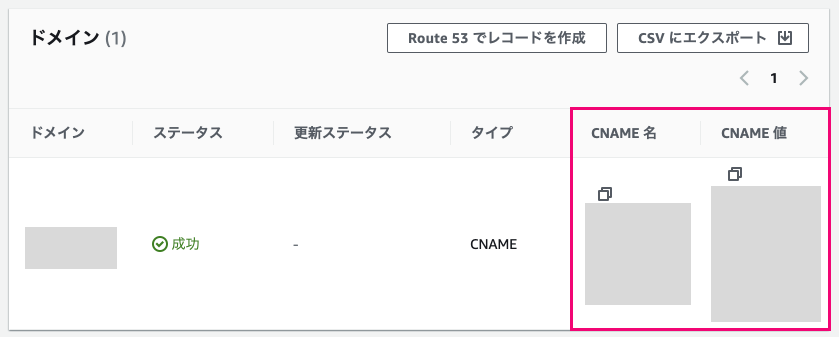 ドメイン (1)
Route 53 でレコードを作成
CSV にエクスポート
1
ドメイン ステータス 更新ステータス タイプ CNAME 名 CNAME 値
成功 - CNAME